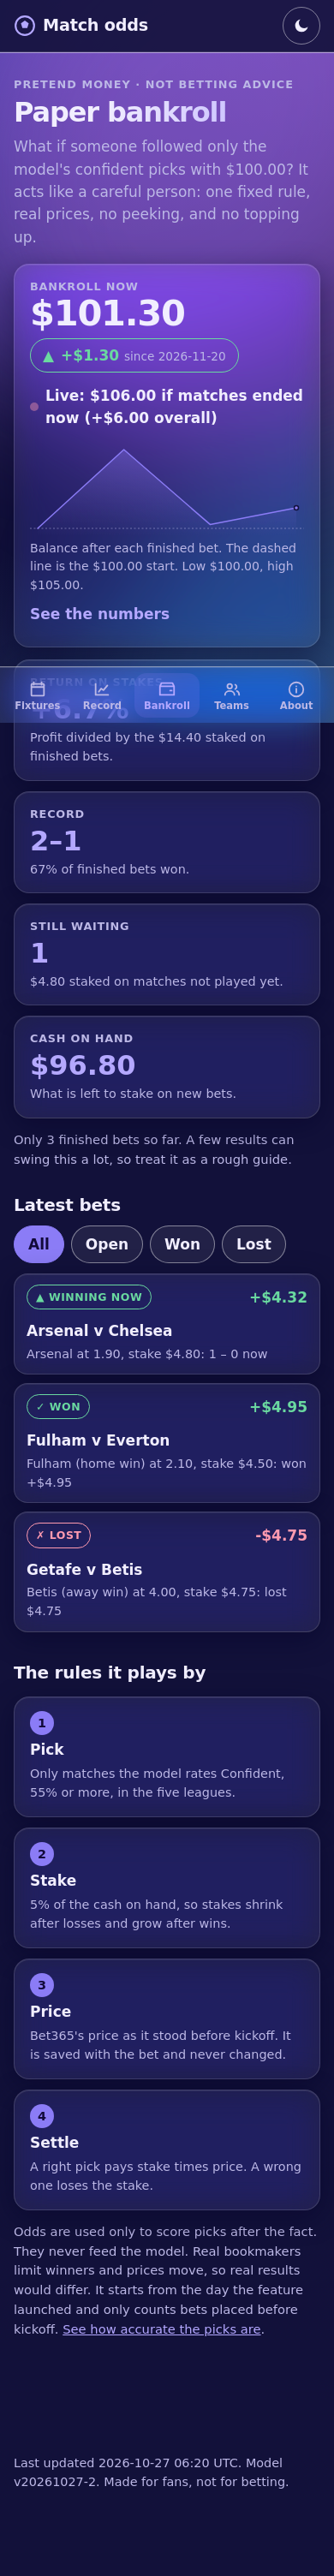 Match odds
PRETEND MONEY · NOT BETTING ADVICE
Paper bankroll
What if someone followed only the
model's confident picks with $100.00? It
acts like a careful person: one fixed rule,
real prices, no peeking, and no topping
up.
BANKROLL NOW
$101.30
▲ +$1.30 since 2026-11-20
Live: $106.00 if matches ended
now (+$6.00 overall)
Balance after each finished bet. The dashed
line is the $100.00 start. Low $100.00, high
$105.00.
See the numbers
RETURN ON STAKES
+6.7%
Fixtures Record Bankroll Teams About
Profit divided by the $14.40 staked on
finished bets.
RECORD
2–1
67% of finished bets won.
STILL WAITING
1
$4.80 staked on matches not played yet.
CASH ON HAND
$96.80
What is left to stake on new bets.
Only 3 finished bets so far. A few results can
swing this a lot, so treat it as a rough guide.
Latest bets
All Open Won Lost
▲ WINNING NOW +$4.32
Arsenal v Chelsea
Arsenal at 1.90, stake $4.80: 1 – 0 now
✓ WON +$4.95
Fulham v Everton
Fulham (home win) at 2.10, stake $4.50: won
+$4.95
✗ LOST -$4.75
Getafe v Betis
Betis (away win) at 4.00, stake $4.75: lost
$4.75
The rules it plays by
1
Pick
Only matches the model rates Confident,
55% or more, in the five leagues.
2
Stake
5% of the cash on hand, so stakes shrink
after losses and grow after wins.
3
Price
Bet365's price as it stood before kickoff. It
is saved with the bet and never changed.
4
Settle
A right pick pays stake times price. A wrong
one loses the stake.
Odds are used only to score picks after the fact.
They never feed the model. Real bookmakers
limit winners and prices move, so real results
would differ. It starts from the day the feature
launched and only counts bets placed before
kickoff. See how accurate the picks are.
Last updated 2026-10-27 06:20 UTC. Model
v20261027-2. Made for fans, not for betting.